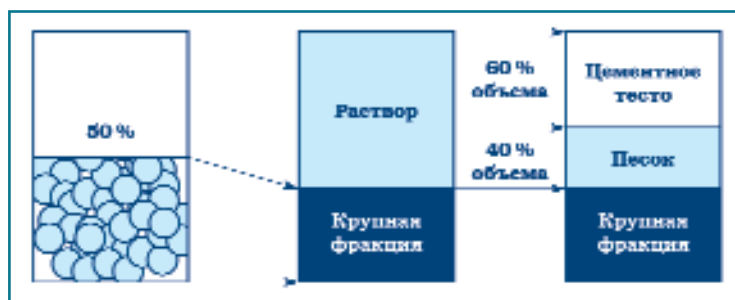 50 %
Раствор
Крупная
фракция
60 %
объема
40 %
объема
Цементное
тесто
Песок
Крупная
фракция